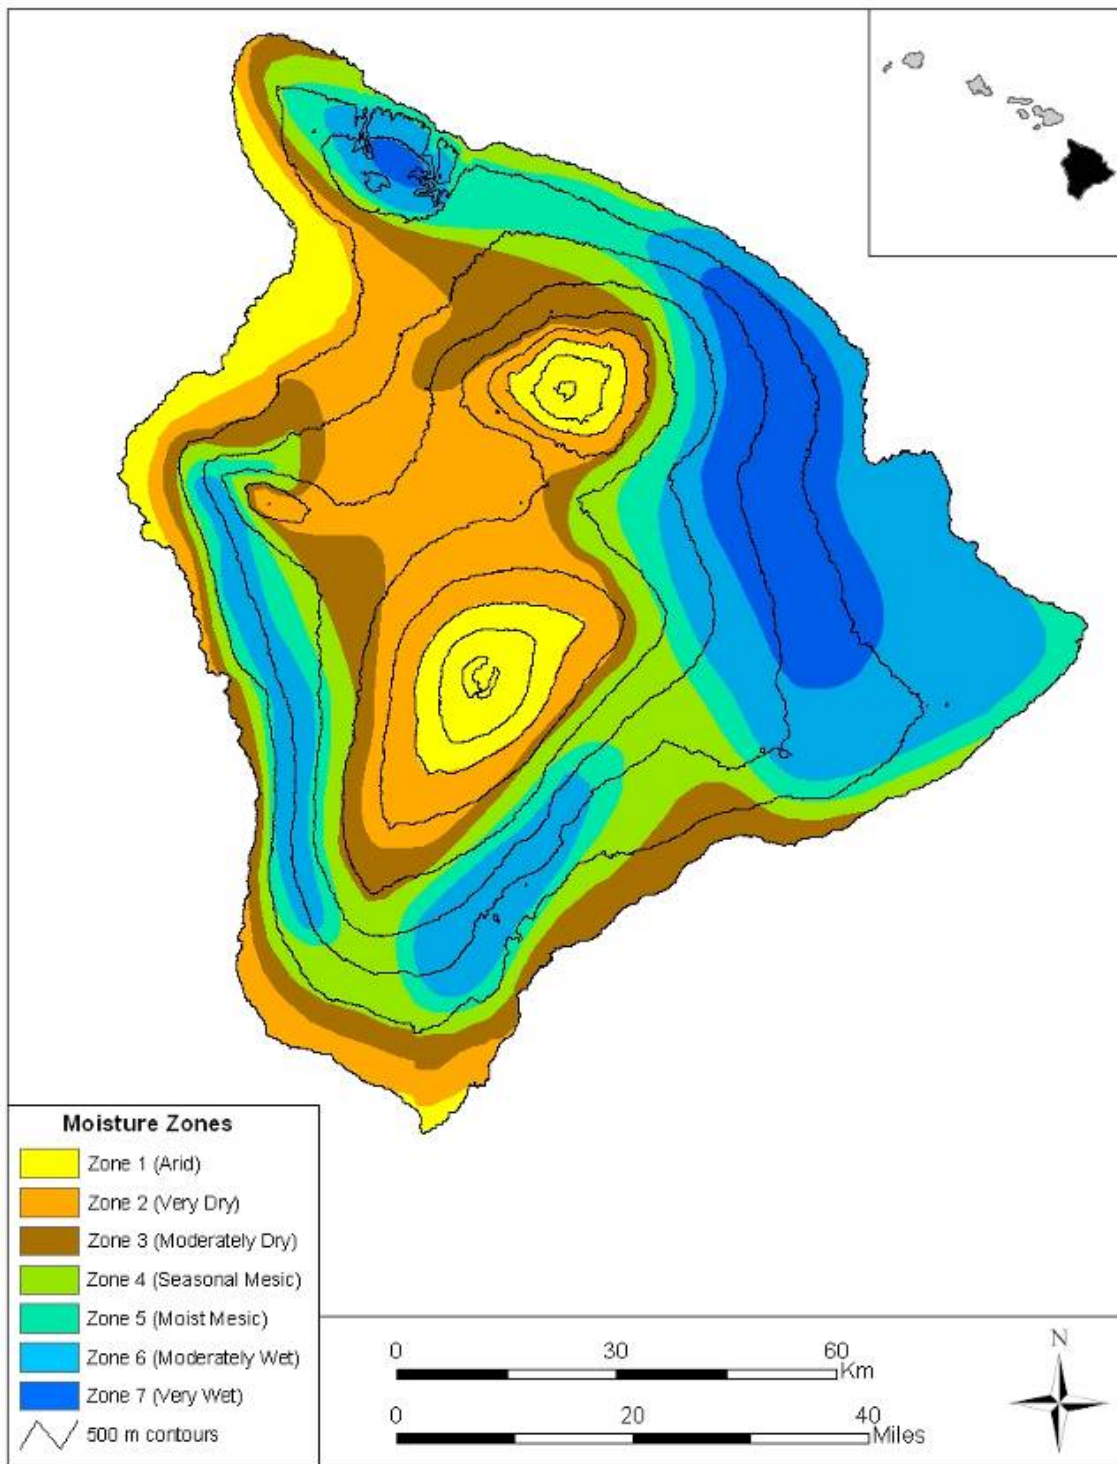 Moisture Zones
Zone 1 (Arid)
Zone 2 (Very Dry)
Zone 3 (Moderately Dry)
Zone 4 (Seasonal Mesic)
Zone 5 (Moist Mesic)
Zone 6 (Moderately Wet)
Zone 7 (Very Wet)
500 m contours
0 30 60
Km
0 20 40
Miles
N